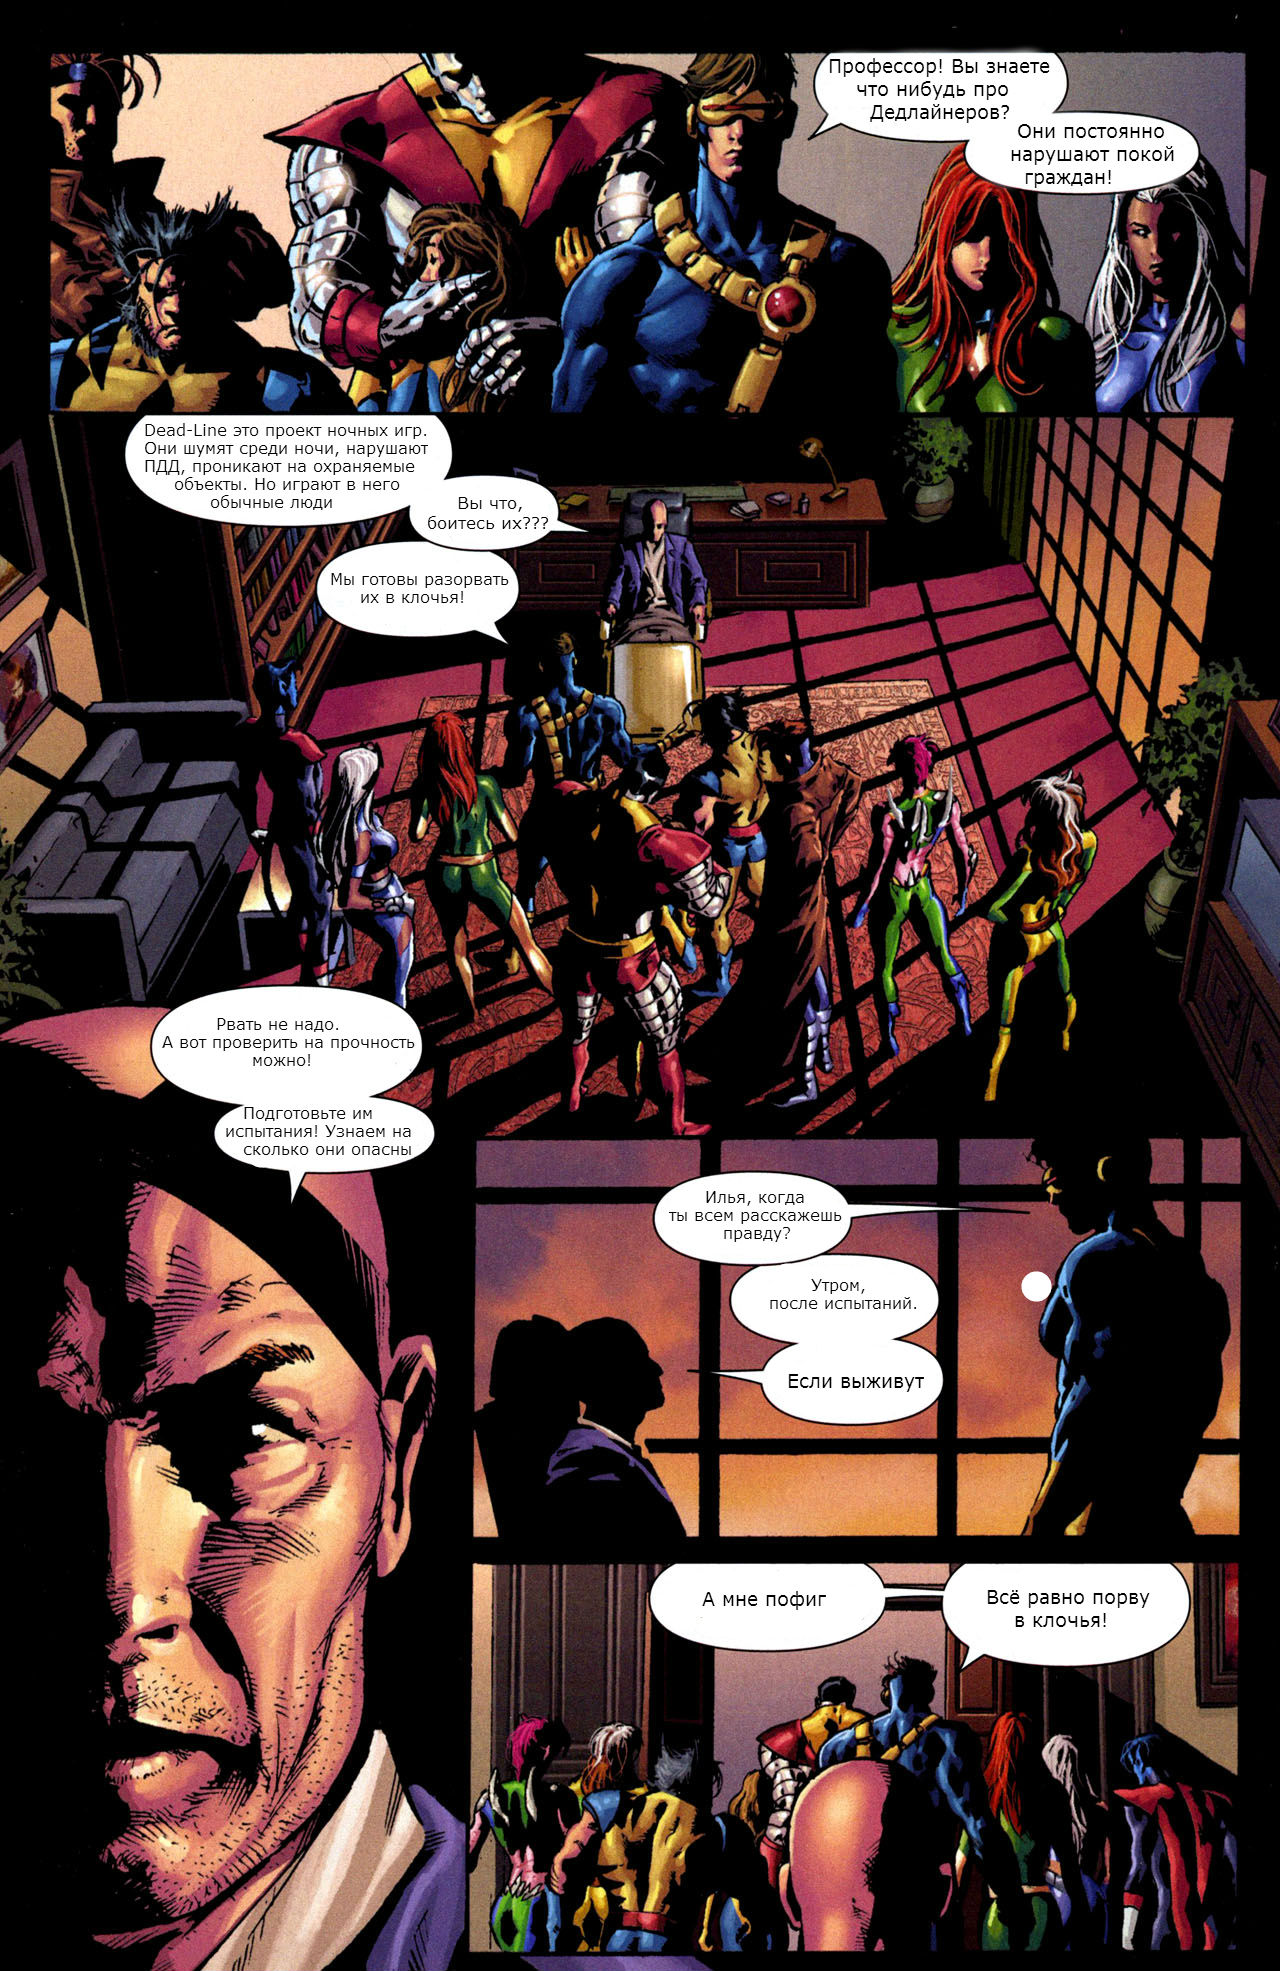 Профессор! Вы знаете
что нибудь про
Дедлайнеров?
Они постоянно
нарушают покой
граждан!
Dead-Line это проект ночных игр.
Они шумят среди ночи, нарушают
ПДД, проникают на охраняемые
объекты. Но играют в него
обычные люди
Вы что,
боитесь их???
Мы готовы разорвать
их в клочья!
Рвать не надо.
А вот проверить на прочность
можно!
Подготовьте им
испытания! Узнаем на
сколько они опасны
Илья, когда
ты всем расскажешь
правду?
Утром,
после испытаний.
Если выживут
А мне пофиг
Всё равно порву
в клочья!